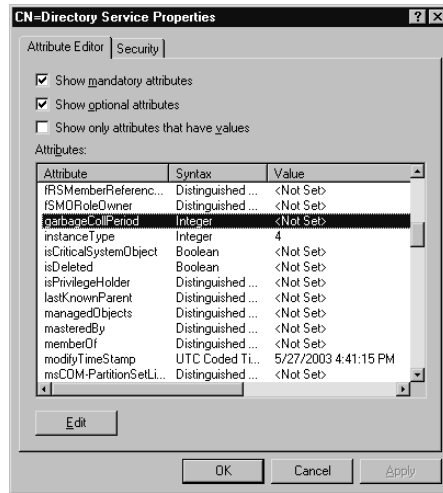 CN=Directory Service Properties
Attribute Editor Security
Show mandatory attributes
Show optional attributes
Show only attributes that have values
Attributes:
Attribute Syntax Value
fRSMemberReferenc... Distinguished ... <Not Set>
fSMORoleOwner Distinguished ... <Not Set>
garbageCollPeriod Integer <Not Set>
instanceType Integer 4
isCriticalSystemObject Boolean <Not Set>
isDeleted Boolean <Not Set>
isPrivilegeHolder Distinguished ... <Not Set>
lastKnownParent Distinguished ... <Not Set>
managedObjects Distinguished ... <Not Set>
masteredBy Distinguished ... <Not Set>
memberOf Distinguished ... <Not Set>
modifyTimeStamp UTC Coded Ti... 5/27/2003 4:41:15 PM
msCOM-PartitionSetLi... Distinguished ... <Not Set>
Edit
OK Cancel Apply